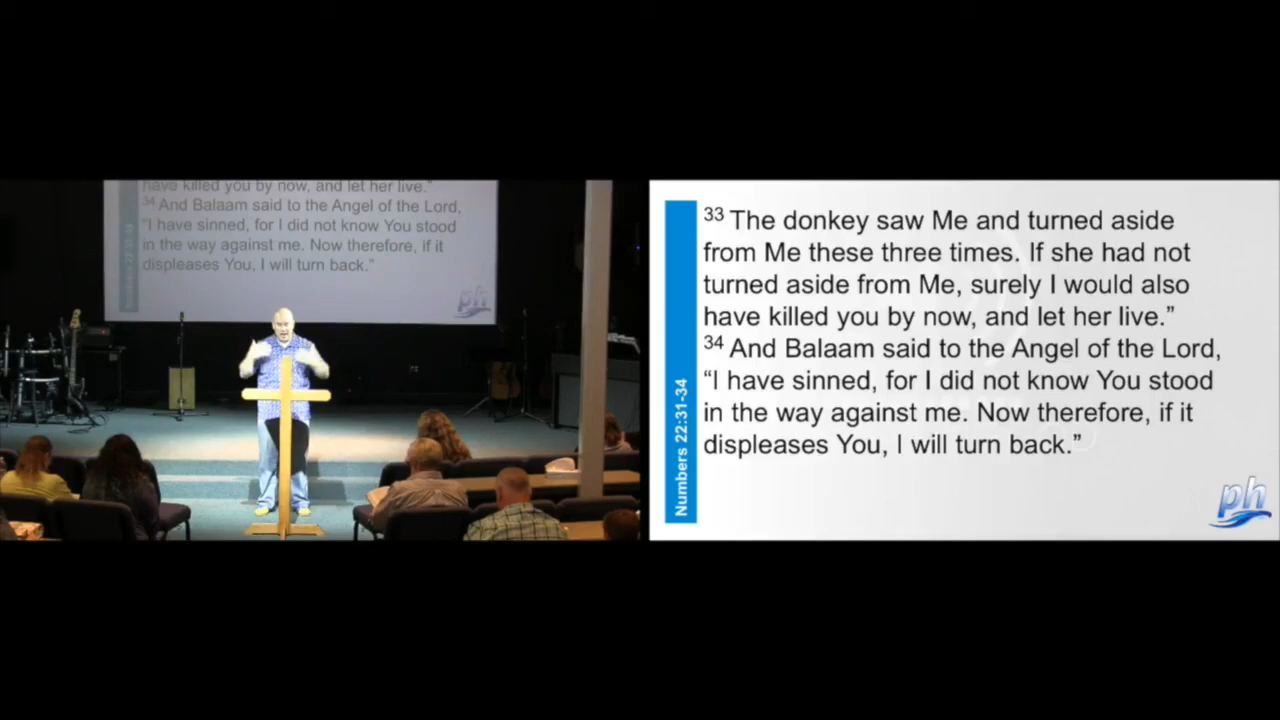 have killed you by now, and let her live.”
34 And Balaam said to the Angel of the Lord,
“I have sinned, for I did not know You stood
in the way against me. Now therefore, if it
displeases You, I will turn back.”
ph
33 The donkey saw Me and turned aside
from Me these three times. If she had not
turned aside from Me, surely I would also
have killed you by now, and let her live.”
34 And Balaam said to the Angel of the Lord,
“I have sinned, for I did not know You stood
in the way against me. Now therefore, if it
displeases You, I will turn back.”
Numbers 22:31-34
ph